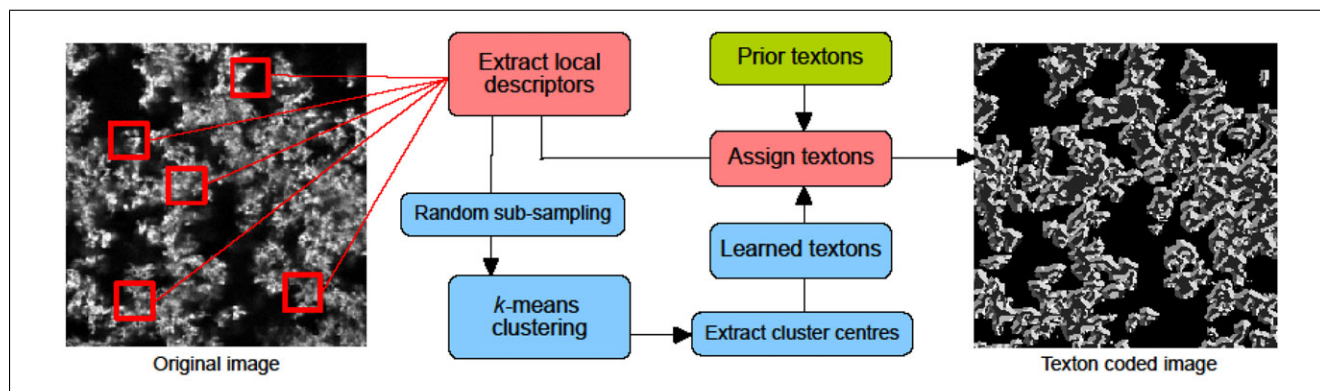 Extract local
descriptors
Prior textons
Assign textons
Random sub-sampling
Learned textons
k-means
clustering
Extract cluster centres
Original image
Texton coded image